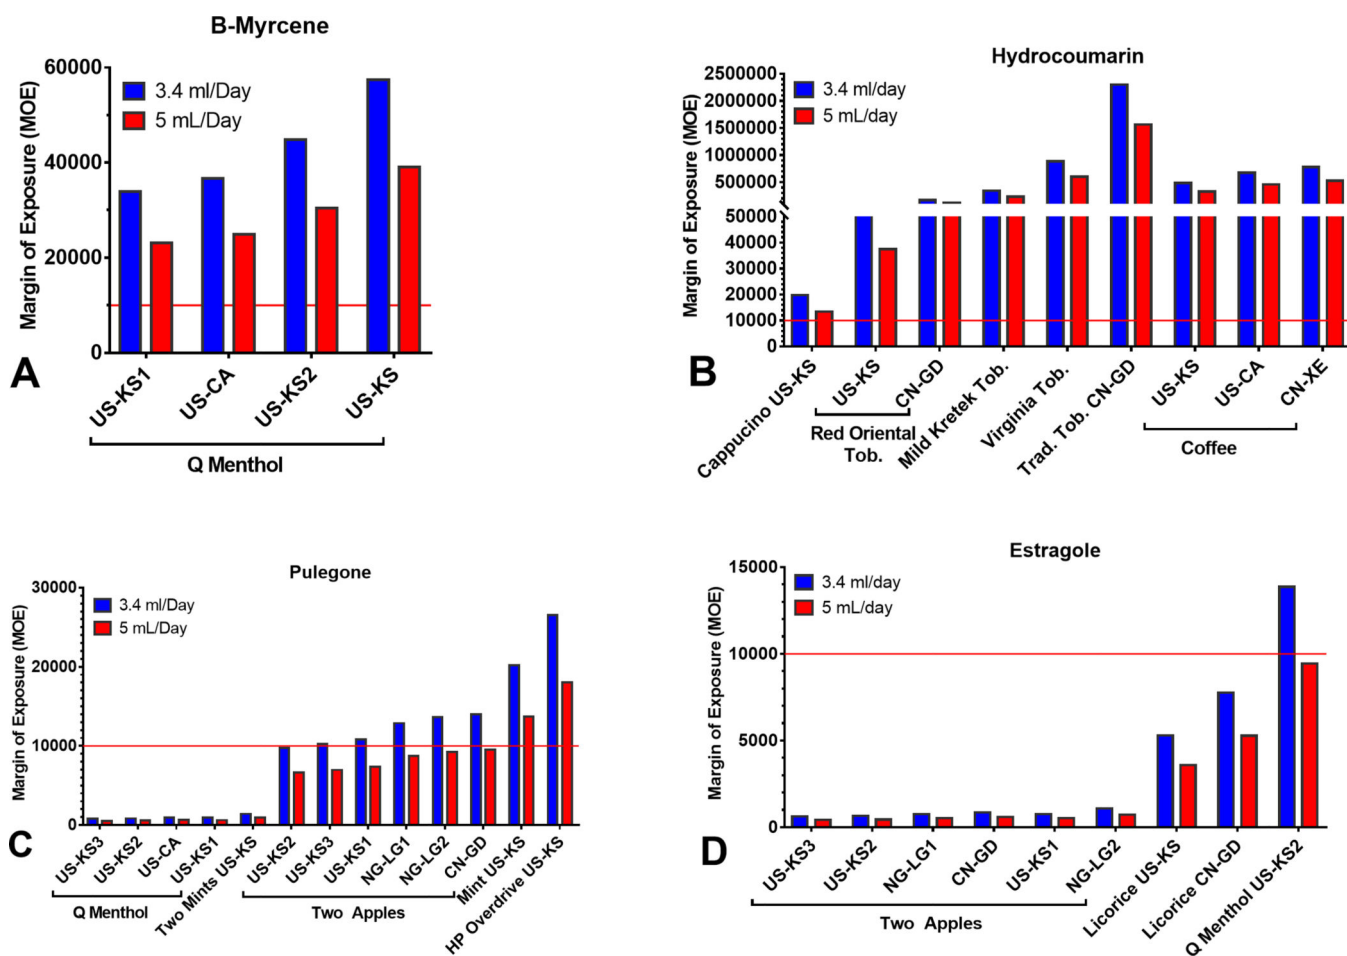 B-Myrcene
3.4 ml/Day
5 mL/Day
Margin of Exposure (MOE)
60000
40000
20000
0
US-KS1
US-CA
US-KS2
US-KS
Q Menthol
A
Hydrocoumarin
3.4 ml/day
5 mL/day
Margin of Exposure (MOE)
2500000
2000000
1500000
1000000
500000
50000
40000
30000
20000
10000
0
Cappucino US-KS
US-KS
CN-GD
Mild Kretek Tob.
Virginia Tob.
Trad. Tob. CN-GD
US-KS
US-CA
CN-XE
Red Oriental
Tob.
Coffee
B
Pulegone
3.4 ml/Day
5 mL/Day
Margin of Exposure (MOE)
30000
20000
10000
0
US-KS3
US-KS2
US-CA
US-KS1
Two Mints US-KS
US-KS2
US-KS3
US-KS1
NG-LG1
NG-LG2
CN-GD
Mint US-KS
HP Overdrive US-KS
Q Menthol
Two Apples
C
Estragole
3.4 ml/day
5 mL/day
Margin of Exposure (MOE)
15000
10000
5000
0
US-KS3
US-KS2
NG-LG1
CN-GD
US-KS1
NG-LG2
Licorice US-KS
Licorice CN-GD
Q Menthol US-KS2
Two Apples
D